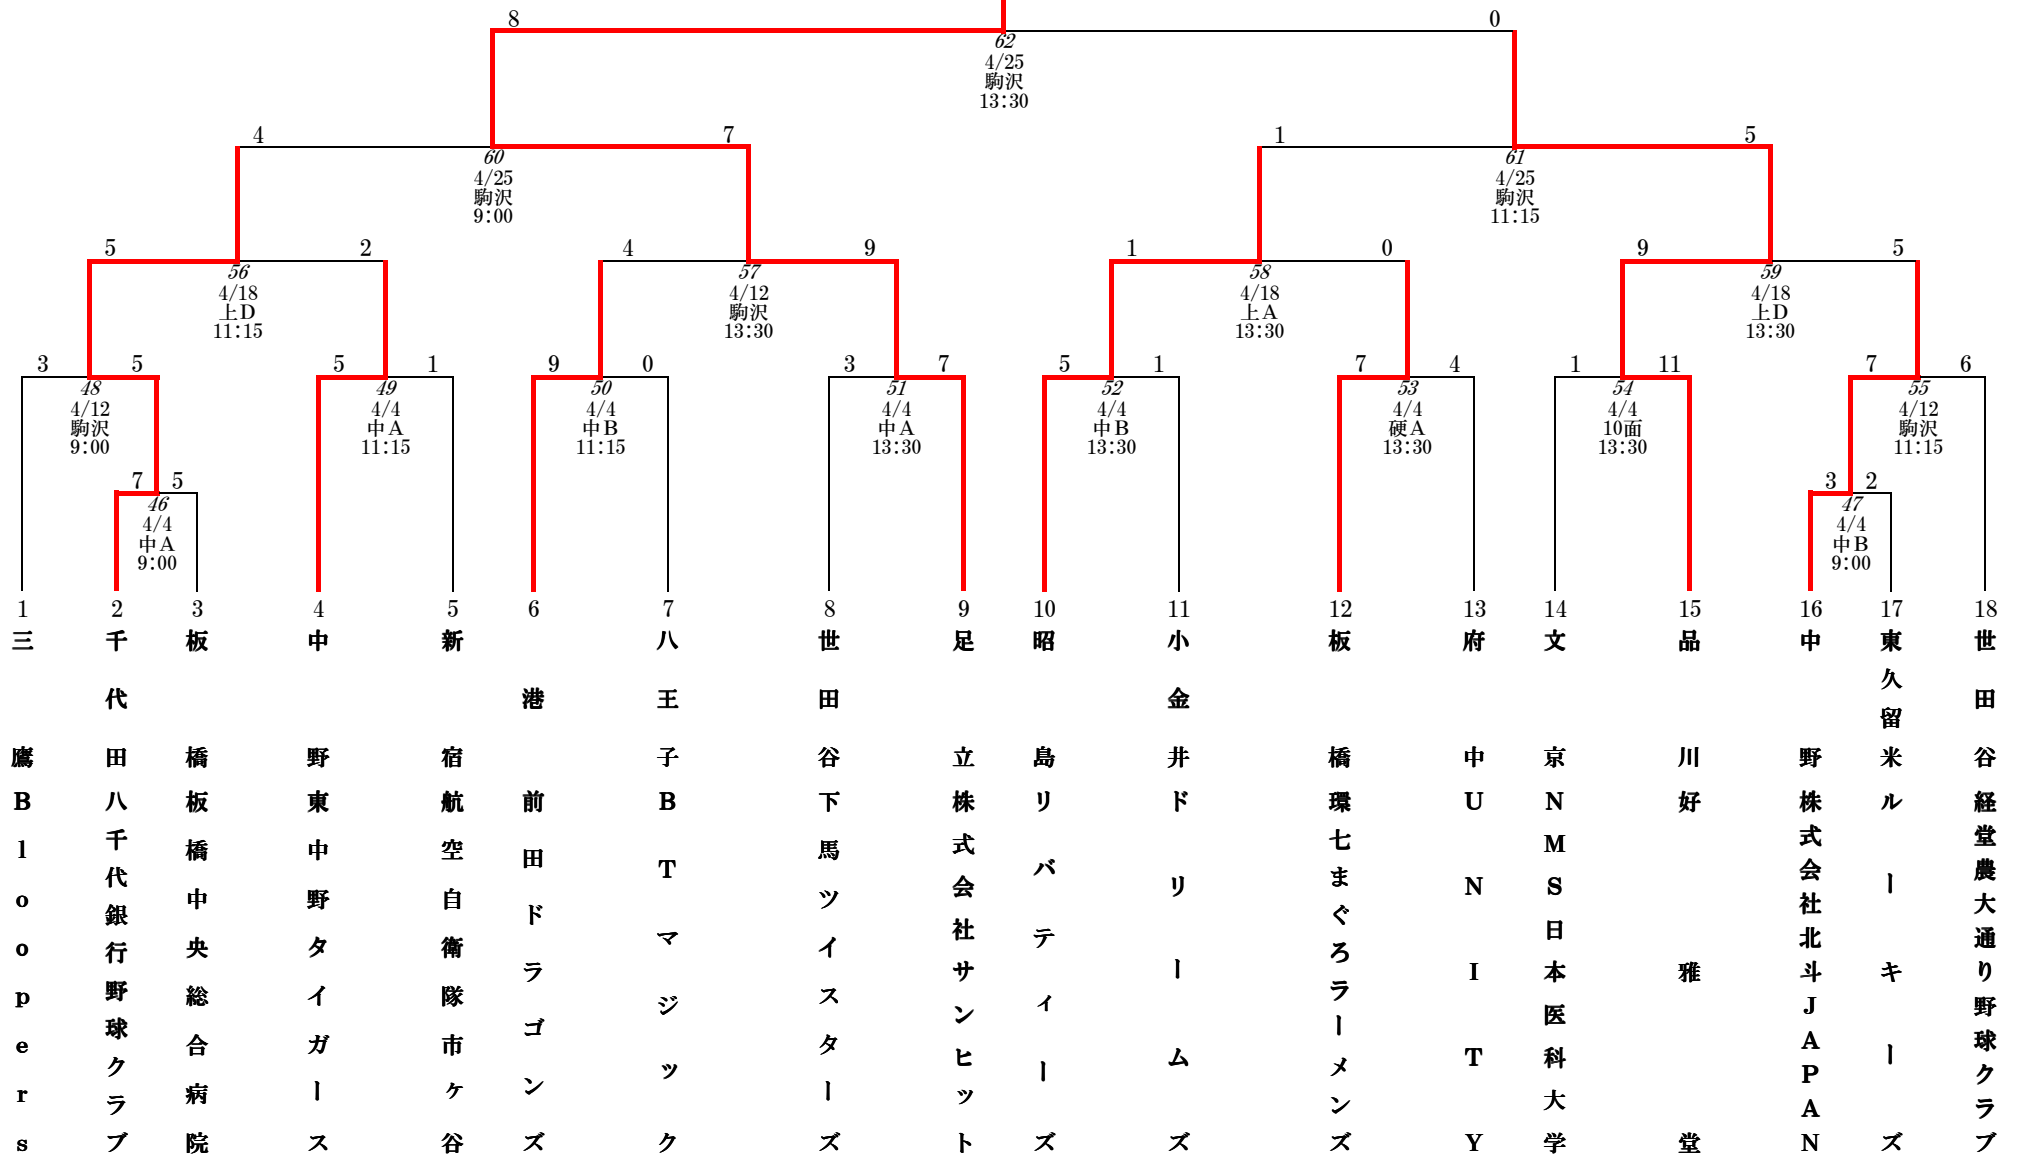 8 0
62
4/25
駒沢
13:30
4 7 1 5
60 61
4/25 4/25
駒沢 駒沢
9:00 11:15
5 2 4 9 1 0 9 5
56 57 58 59
4/18 4/12 4/18 4/18
上D 駒沢 上A 上D
11:15 13:30 13:30 13:30
3 5 5 1 9 0 3 7 5 1 7 4 1 11 7 6
48 49 50 51 52 53 54 55
4/12 4/4 4/4 4/4 4/4 4/4 4/4 4/12
駒沢 中A 中B 中A 中B 硬A 10面 駒沢
9:00 11:15 11:15 13:30 13:30 13:30 13:30 11:15
7 5 3 2
46 47
4/4 4/4
中A 中B
9:00 9:00
1 2 3 4 5 6 7 8 9 10 11 12 13 14 15 16 17 18
三鷹 Bloopers
千代田 八千代銀行野球クラブ
板橋 板橋中央総合病院
中野 東中野タイガース
新宿 航空自衛隊市ヶ谷
港 前田ドラゴンズ
八王子 BTマジック
世田谷 下馬ツイスターズ
足立 株式会社サンヒット
昭島 リバティーズ
小金井 ドリームズ
板橋 環七まぐろラーメンズ
府中 UNITY
文京 NMS日本医科大学
品川 好雅堂
中野 株式会社北斗JAPAN
東久留米 ルーキーズ
世田谷 経堂農大通り野球クラブ